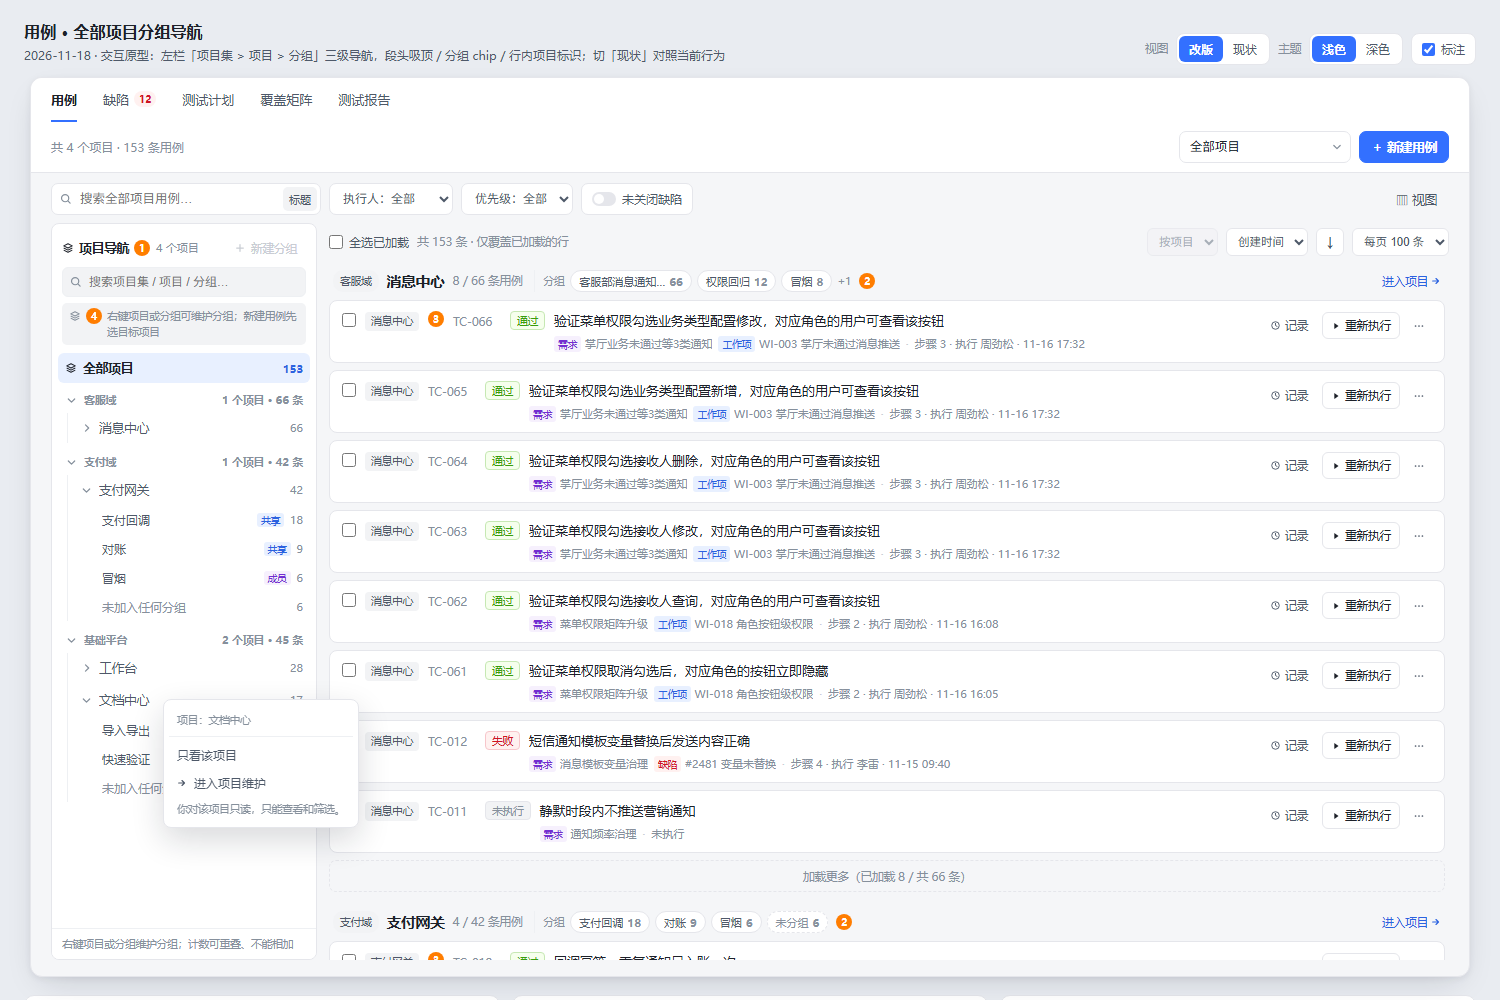 用例 • 全部项目分组导航
2026-11-18 · 交互原型：左栏「项目集 > 项目 > 分组」三级导航，段头吸顶 / 分组 chip / 行内项目标识；切「现状」对照当前行为
视图 改版 现状 主题 浅色 深色 标注
用例 缺陷 12 测试计划 覆盖矩阵 测试报告
共 4 个项目 · 153 条用例
全部项目
+ 新建用例
搜索全部项目用例… 标题
执行人：全部 优先级：全部 未关闭缺陷 视图
项目导航 1 4 个项目 + 新建分组
搜索项目集 / 项目 / 分组…
4 右键项目或分组可维护分组；新建用例先选目标项目
全部项目 153
客服域 1 个项目 • 66 条
消息中心 66
支付域 1 个项目 • 42 条
支付网关 42
支付回调 共享 18
对账 共享 9
冒烟 成员 6
未加入任何分组 6
基础平台 2 个项目 • 45 条
工作台 28
文档中心
导入导出
快速验证
未加入任何
右键项目或分组维护分组；计数可重叠、不能相加
项目：文档中心
只看该项目
进入项目维护
你对该项目只读，只能查看和筛选。
全选已加载 共 153 条 · 仅覆盖已加载的行
按项目 创建时间 ↓ 每页 100 条
客服域 消息中心 8 / 66 条用例 分组 客服部消息通知… 66 权限回归 12 冒烟 8 +1 2 进入项目 →
消息中心 3 TC-066 通过 验证菜单权限勾选业务类型配置修改，对应角色的用户可查看该按钮 记录 重新执行 ···
需求 掌厅业务未通过等3类通知 工作项 WI-003 掌厅未通过消息推送 · 步骤 3 · 执行 周劲松 · 11-16 17:32
消息中心 TC-065 通过 验证菜单权限勾选业务类型配置新增，对应角色的用户可查看该按钮 记录 重新执行 ···
需求 掌厅业务未通过等3类通知 工作项 WI-003 掌厅未通过消息推送 · 步骤 3 · 执行 周劲松 · 11-16 17:32
消息中心 TC-064 通过 验证菜单权限勾选接收人删除，对应角色的用户可查看该按钮 记录 重新执行 ···
需求 掌厅业务未通过等3类通知 工作项 WI-003 掌厅未通过消息推送 · 步骤 3 · 执行 周劲松 · 11-16 17:32
消息中心 TC-063 通过 验证菜单权限勾选接收人修改，对应角色的用户可查看该按钮 记录 重新执行 ···
需求 掌厅业务未通过等3类通知 工作项 WI-003 掌厅未通过消息推送 · 步骤 3 · 执行 周劲松 · 11-16 17:32
消息中心 TC-062 通过 验证菜单权限勾选接收人查询，对应角色的用户可查看该按钮 记录 重新执行 ···
需求 菜单权限矩阵升级 工作项 WI-018 角色按钮级权限 · 步骤 2 · 执行 周劲松 · 11-16 16:08
消息中心 TC-061 通过 验证菜单权限取消勾选后，对应角色的按钮立即隐藏 记录 重新执行 ···
需求 菜单权限矩阵升级 工作项 WI-018 角色按钮级权限 · 步骤 2 · 执行 周劲松 · 11-16 16:05
消息中心 TC-012 失败 短信通知模板变量替换后发送内容正确 记录 重新执行 ···
需求 消息模板变量治理 缺陷 #2481 变量未替换 · 步骤 4 · 执行 李雷 · 11-15 09:40
消息中心 TC-011 未执行 静默时段内不推送营销通知 记录 重新执行 ···
需求 通知频率治理 · 未执行
加载更多（已加载 8 / 共 66 条）
支付域 支付网关 4 / 42 条用例 分组 支付回调 18 对账 9 冒烟 6 未分组 6 2 进入项目 →